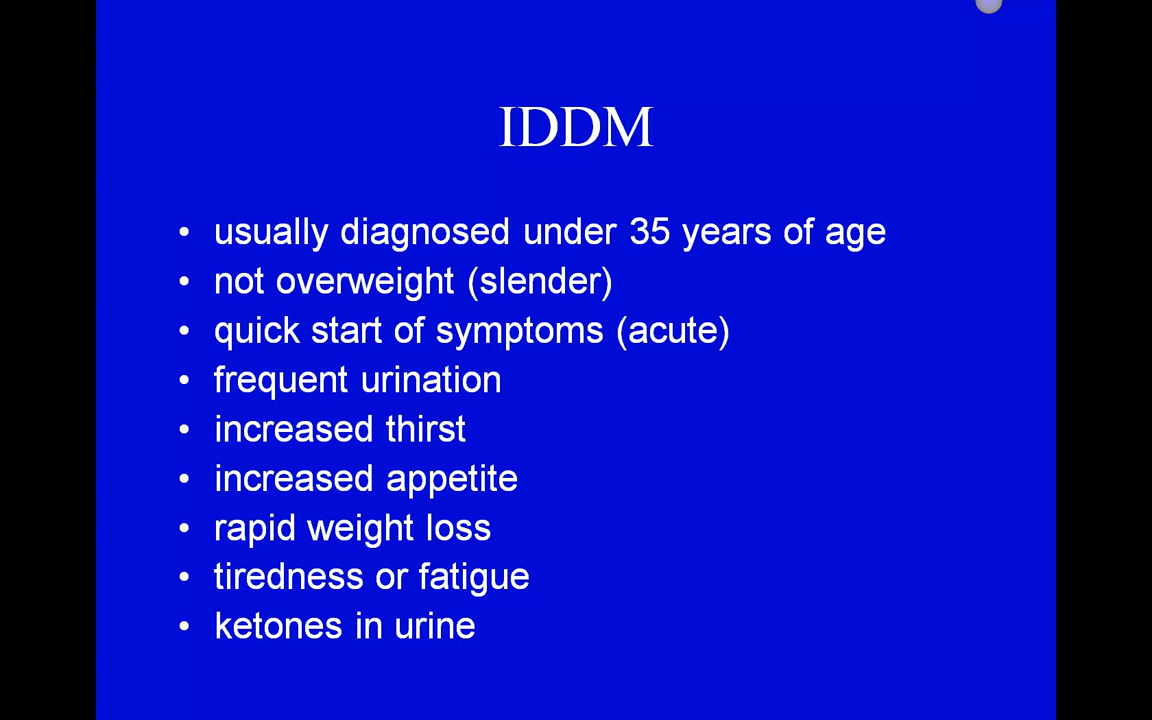 IDDM
• usually diagnosed under 35 years of age
• not overweight (slender)
• quick start of symptoms (acute)
• frequent urination
• increased thirst
• increased appetite
• rapid weight loss
• tiredness or fatigue
• ketones in urine